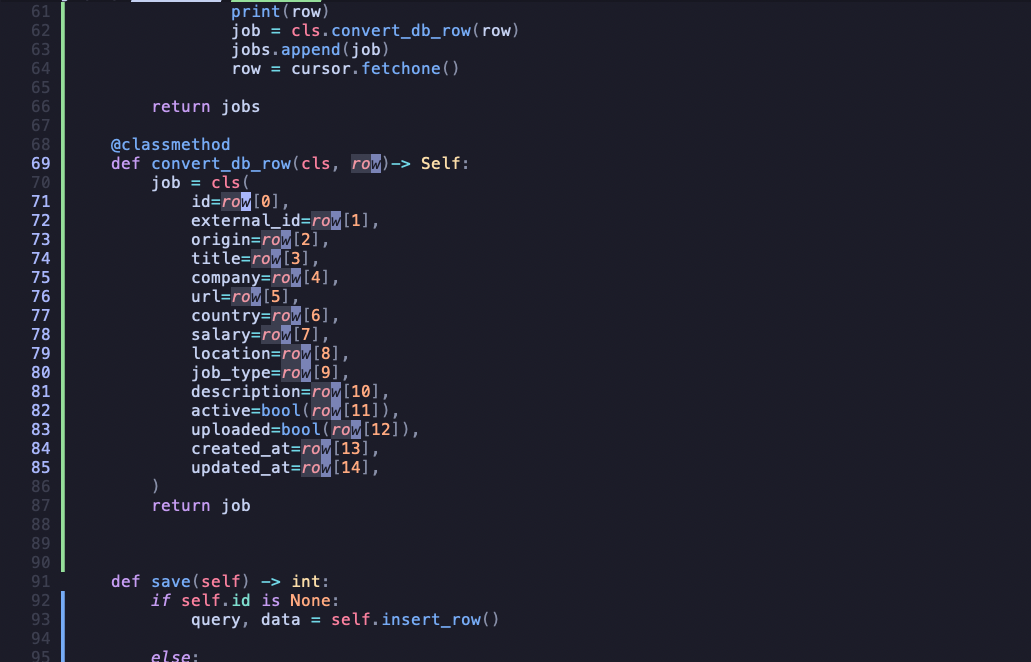 61 print(row)
62 job = cls.convert_db_row(row)
63 jobs.append(job)
64 row = cursor.fetchone()
65
66 return jobs
67
68 @classmethod
69 def convert_db_row(cls, row)-> Self:
70 job = cls(
71 id=row[0],
72 external_id=row[1],
73 origin=row[2],
74 title=row[3],
75 company=row[4],
76 url=row[5],
77 country=row[6],
78 salary=row[7],
79 location=row[8],
80 job_type=row[9],
81 description=row[10],
82 active=bool(row[11]),
83 uploaded=bool(row[12]),
84 created_at=row[13],
85 updated_at=row[14],
86 )
87 return job
88
89
90
91 def save(self) -> int:
92 if self.id is None:
93 query, data = self.insert_row()
94
95 else: